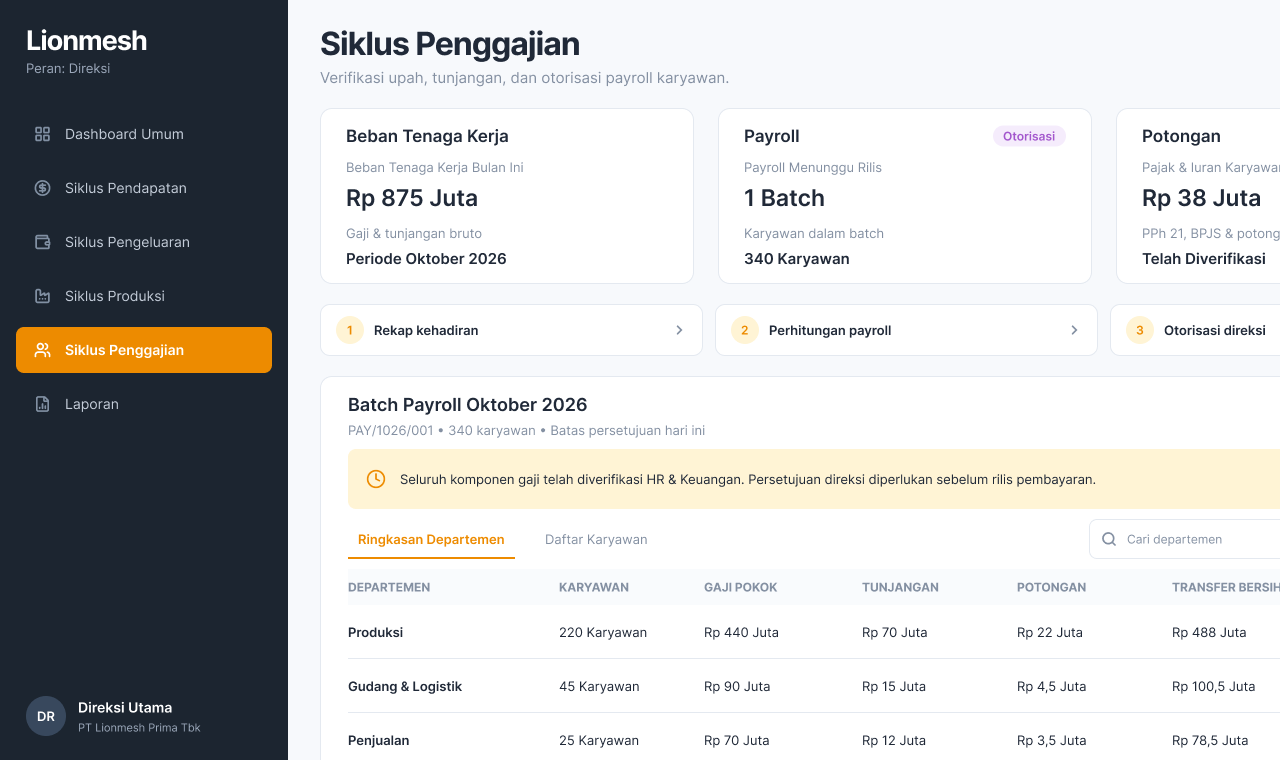 Lionmesh
Peran: Direksi
Dashboard Umum
Siklus Pendapatan
Siklus Pengeluaran
Siklus Produksi
Siklus Penggajian
Laporan
DR
Direksi Utama
PT Lionmesh Prima Tbk
Siklus Penggajian
Verifikasi upah, tunjangan, dan otorisasi payroll karyawan.
Beban Tenaga Kerja
Beban Tenaga Kerja Bulan Ini
Rp 875 Juta
Gaji & tunjangan bruto
Periode Oktober 2026
Payroll
Otorisasi
Payroll Menunggu Rilis
1 Batch
Karyawan dalam batch
340 Karyawan
Potongan
Pajak & Iuran Karyawan
Rp 38 Juta
PPh 21, BPJS & potong
Telah Diverifikasi
1 Rekap kehadiran
2 Perhitungan payroll
3 Otorisasi direksi
Batch Payroll Oktober 2026
PAY/1026/001 • 340 karyawan • Batas persetujuan hari ini
Seluruh komponen gaji telah diverifikasi HR & Keuangan. Persetujuan direksi diperlukan sebelum rilis pembayaran.
Ringkasan Departemen Daftar Karyawan Cari departemen
DEPARTEMEN KARYAWAN GAJI POKOK TUNJANGAN POTONGAN TRANSFER BERSIH
Produksi 220 Karyawan Rp 440 Juta Rp 70 Juta Rp 22 Juta Rp 488 Juta
Gudang & Logistik 45 Karyawan Rp 90 Juta Rp 15 Juta Rp 4,5 Juta Rp 100,5 Juta
Penjualan 25 Karyawan Rp 70 Juta Rp 12 Juta Rp 3,5 Juta Rp 78,5 Juta